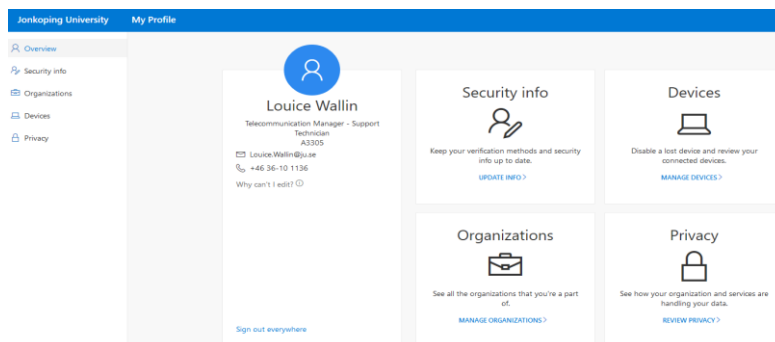 Jonkoping University My Profile
Overview
Security info
Organizations
Devices
Privacy
Louice Wallin
Telecommunication Manager - Support
Technician
A3305
Louice.Wallin@ju.se
+46 36-10 1136
Why can't I edit?
Sign out everywhere
Security info
Keep your verification methods and security
info up to date.
UPDATE INFO >
Devices
Disable a lost device and review your
connected devices.
MANAGE DEVICES >
Organizations
See all the organizations that you're a part
of.
MANAGE ORGANIZATIONS >
Privacy
See how your organization and services are
handling your data.
REVIEW PRIVACY >